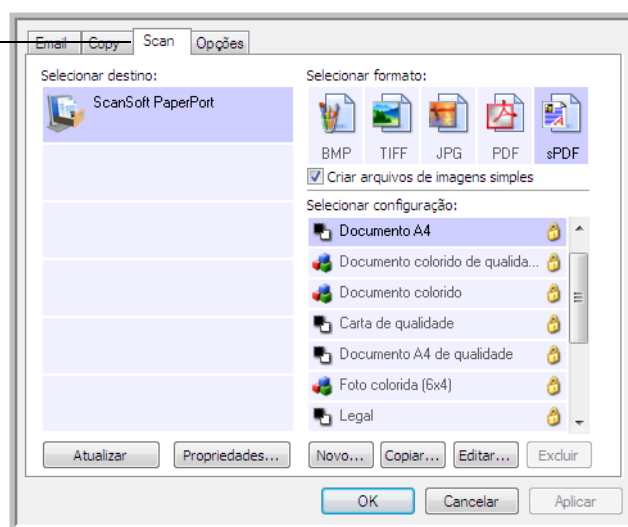 Email Copy Scan Opções
Selecionar destino:
ScanSoft PaperPort
Selecionar formato:
BMP TIFF JPG PDF sPDF
Criar arquivos de imagens simples
Selecionar configuração:
Documento A4
Documento colorido de qualida...
Documento colorido
Carta de qualidade
Documento A4 de qualidade
Foto colorida (6x4)
Legal
Atualizar Propriedades... Novo... Copiar... Editar... Excluir
OK Cancelar Aplicar